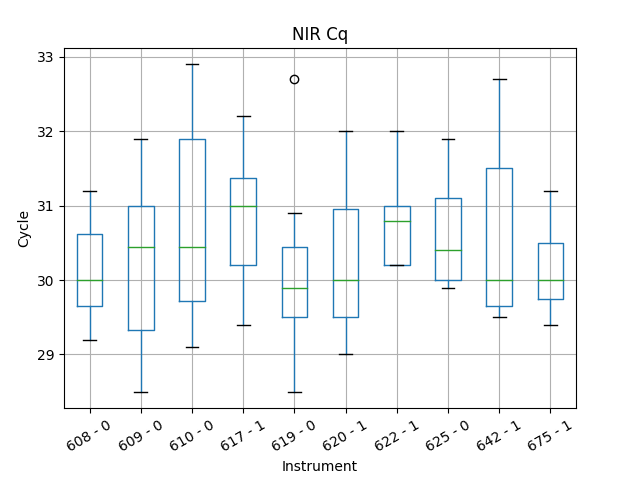 NIR Cq
33
32
31
30
29
Cycle
608 - 0
609 - 0
610 - 0
617 - 1
619 - 0
620 - 1
622 - 1
625 - 0
642 - 1
675 - 1
Instrument